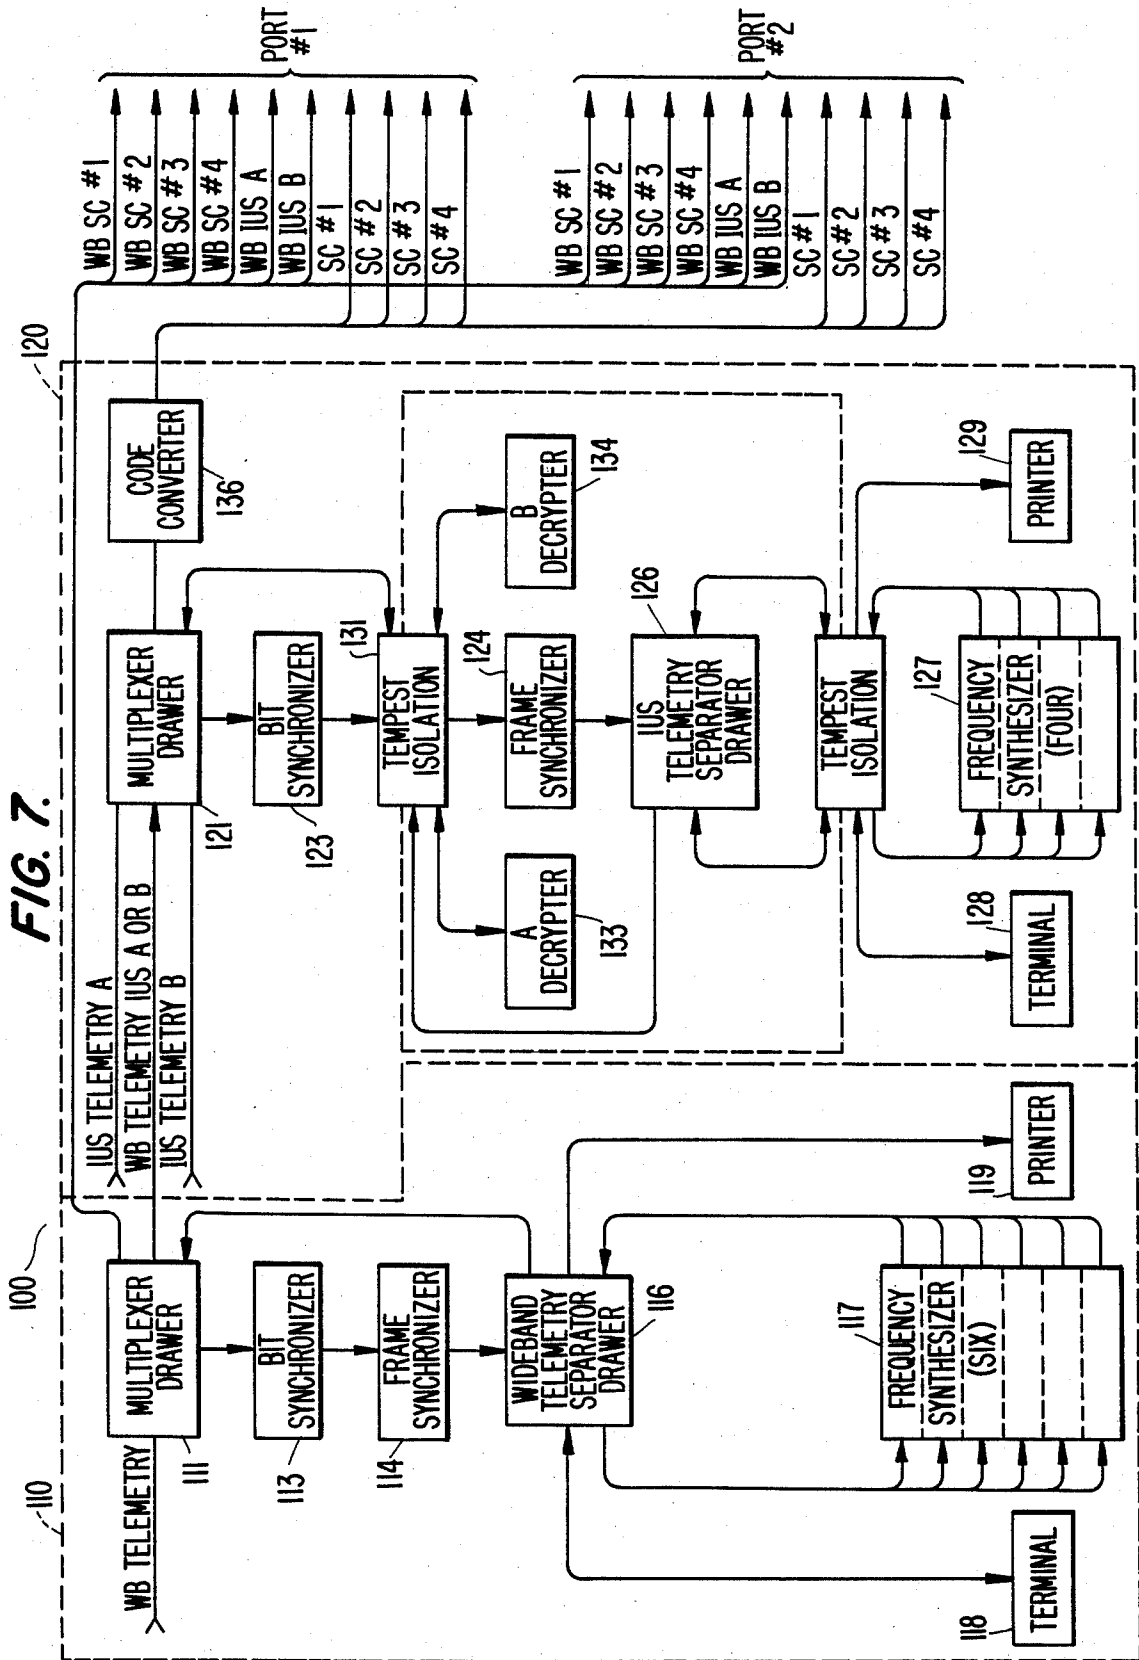 FIG. 7.
100
110
120
WB TELEMETRY
MULTIPLEXER
DRAWER
111
BIT
SYNCHRONIZER
113
FRAME
SYNCHRONIZER
114
WIDEBAND
TELEMETRY
SEPARATOR
DRAWER
116
FREQUENCY
SYNTHESIZER
(SIX)
117
TERMINAL
118
PRINTER
119
IUS TELEMETRY A
WB TELEMETRY IUS A OR B
IUS TELEMETRY B
MULTIPLEXER
DRAWER
121
BIT
SYNCHRONIZER
123
TEMPEST
ISOLATION
131
A
DECRYPTER
133
FRAME
SYNCHRONIZER
124
B
DECRYPTER
134
IUS
TELEMETRY
SEPARATOR
DRAWER
126
TEMPEST
ISOLATION
FREQUENCY
SYNTHESIZER
(FOUR)
127
TERMINAL
128
PRINTER
129
CODE
CONVERTER
136
WB SC #1
WB SC #2
WB SC #3
WB SC #4
WB IUS A
WB IUS B
SC #1
SC #2
SC #3
SC #4
PORT
#1
WB SC #1
WB SC #2
WB SC #3
WB SC #4
WB IUS A
WB IUS B
SC #1
SC #2
SC #3
SC #4
PORT
#2